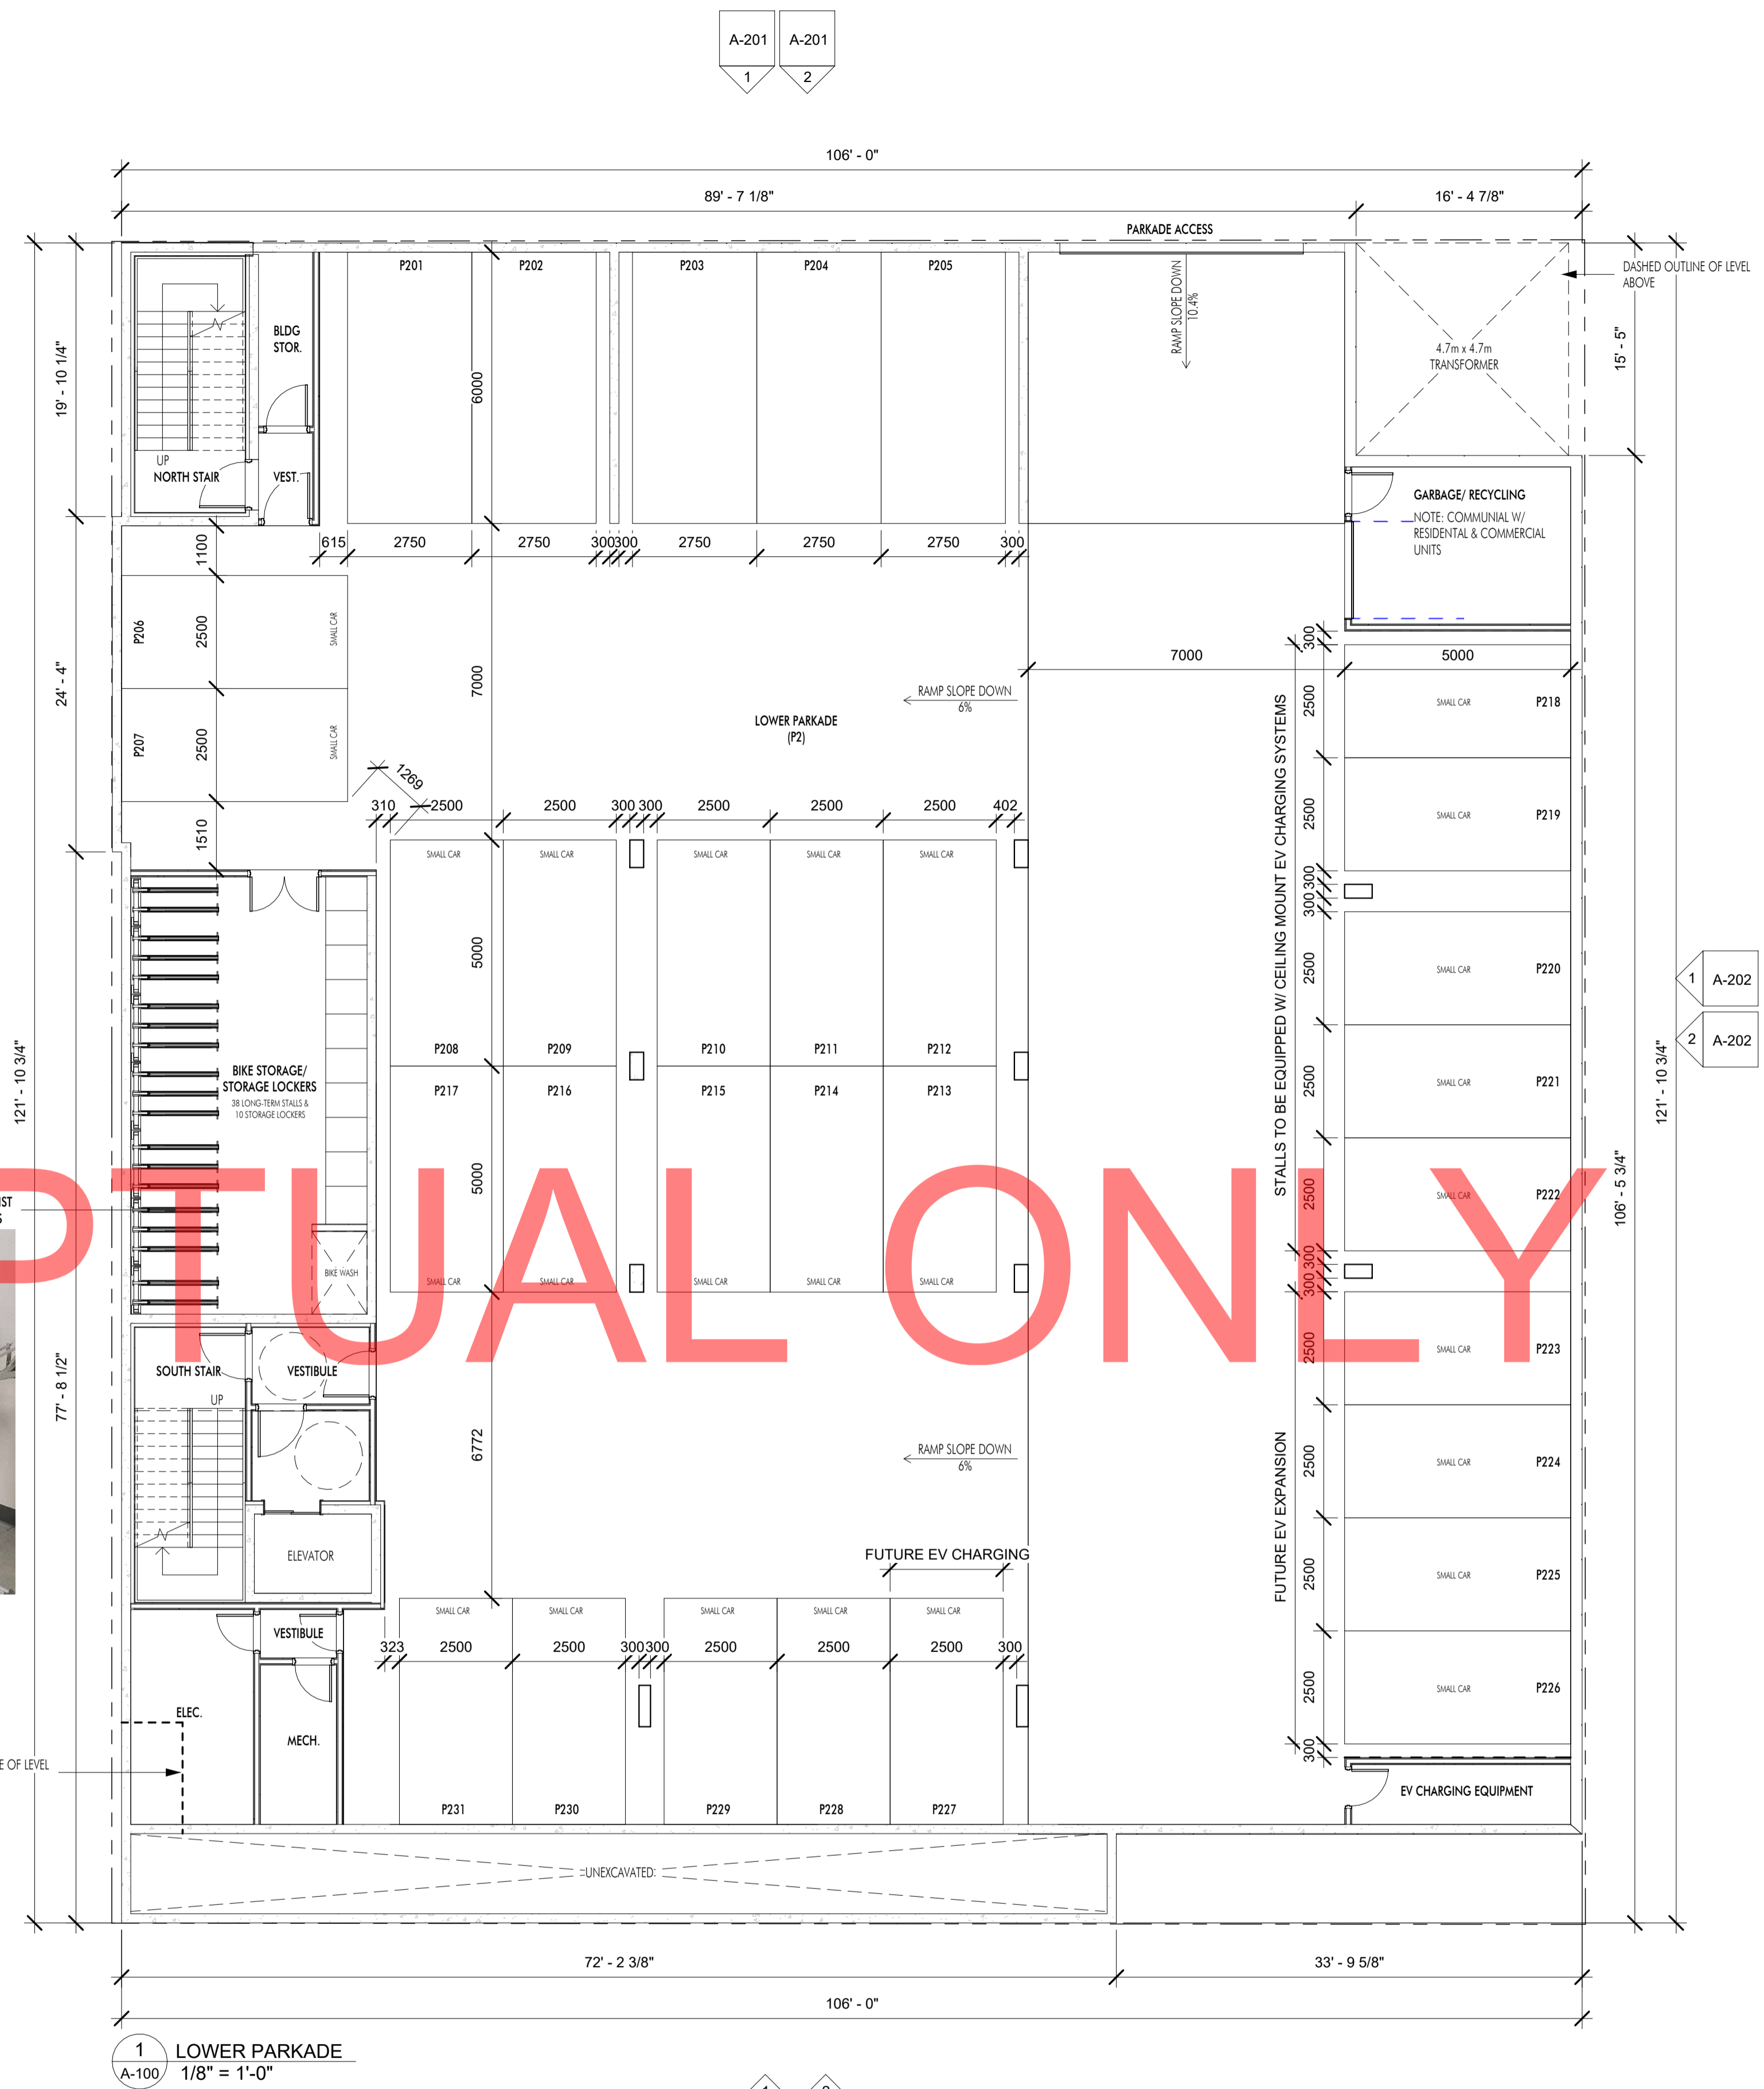 A-201
A-201
1
2
106' - 0"
89' - 7 1/8"
16' - 4 7/8"
PARKADE ACCESS
P201
P202
P203
P204
P205
RAMP SLOPE DOWN
10.4%
DASHED OUTLINE OF LEVEL
ABOVE
BLDG
STOR.
19' - 10 1/4"
6000
4.7m x 4.7m
TRANSFORMER
15' - 5"
UP
NORTH STAIR
VEST.
GARBAGE/ RECYCLING
NOTE: COMMUNIAL W/
RESIDENTAL & COMMERCIAL
UNITS
1100
615
2750
2750
300
300
2750
2750
2750
300
P206
2500
SMALL CAR
24' - 4"
7000
300
7000
5000
P207
2500
SMALL CAR
RAMP SLOPE DOWN
6%
LOWER PARKADE
(P2)
2500
SMALL CAR
P218
1269
1510
310
2500
2500
300
300
2500
2500
2500
402
2500
SMALL CAR
P219
STALLS TO BE EQUIPPED W/ CEILING MOUNT EV CHARGING SYSTEMS
SMALL CAR
SMALL CAR
SMALL CAR
SMALL CAR
SMALL CAR
300
300
5000
2500
SMALL CAR
P220
1
A-202
2
A-202
121' - 10 3/4"
P208
P209
P210
P211
P212
BIKE STORAGE/
STORAGE LOCKERS
38 LONG-TERM STALLS &
10 STORAGE LOCKERS
P217
P216
P215
P214
P213
2500
SMALL CAR
P221
121' - 10 3/4"
5000
2500
SMALL CAR
P222
106' - 5 3/4"
PTUAL ONLY
BIKE WASH
SMALL CAR
SMALL CAR
SMALL CAR
SMALL CAR
SMALL CAR
300
300
SOUTH STAIR
VESTIBULE
UP
2500
SMALL CAR
P223
77' - 8 1/2"
6772
RAMP SLOPE DOWN
6%
2500
SMALL CAR
P224
FUTURE EV EXPANSION
ELEVATOR
FUTURE EV CHARGING
2500
SMALL CAR
P225
SMALL CAR
SMALL CAR
SMALL CAR
SMALL CAR
SMALL CAR
VESTIBULE
323
2500
2500
300
300
2500
2500
2500
300
2500
SMALL CAR
P226
ELEC.
MECH.
E OF LEVEL
300
P231
P230
P229
P228
P227
EV CHARGING EQUIPMENT
UNEXCAVATED
72' - 2 3/8"
33' - 9 5/8"
106' - 0"
1
A-100
LOWER PARKADE
1/8" = 1'-0"